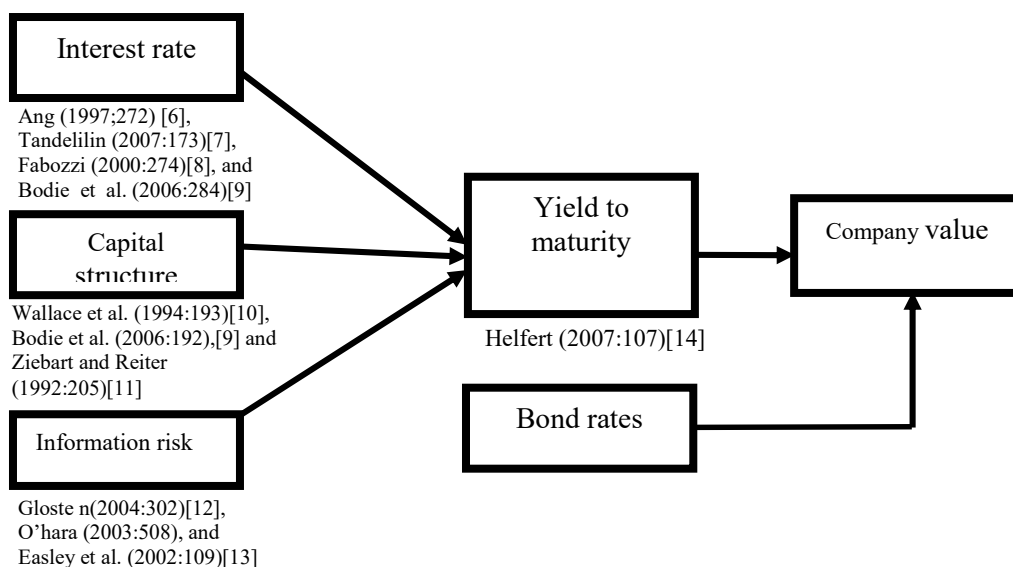 Interest rate
Ang (1997;272) [6],
Tandelilin (2007:173)[7],
Fabozzi (2000:274)[8], and
Bodie et al. (2006:284)[9]
Capital
structure
Wallace et al. (1994:193)[10],
Bodie et al. (2006:192),[9] and
Ziebart and Reiter
(1992:205)[11]
Information risk
Gloste n(2004:302)[12],
O’hara (2003:508), and
Easley et al. (2002:109)[13]
Yield to
maturity
Helfert (2007:107)[14]
Bond rates
Company value